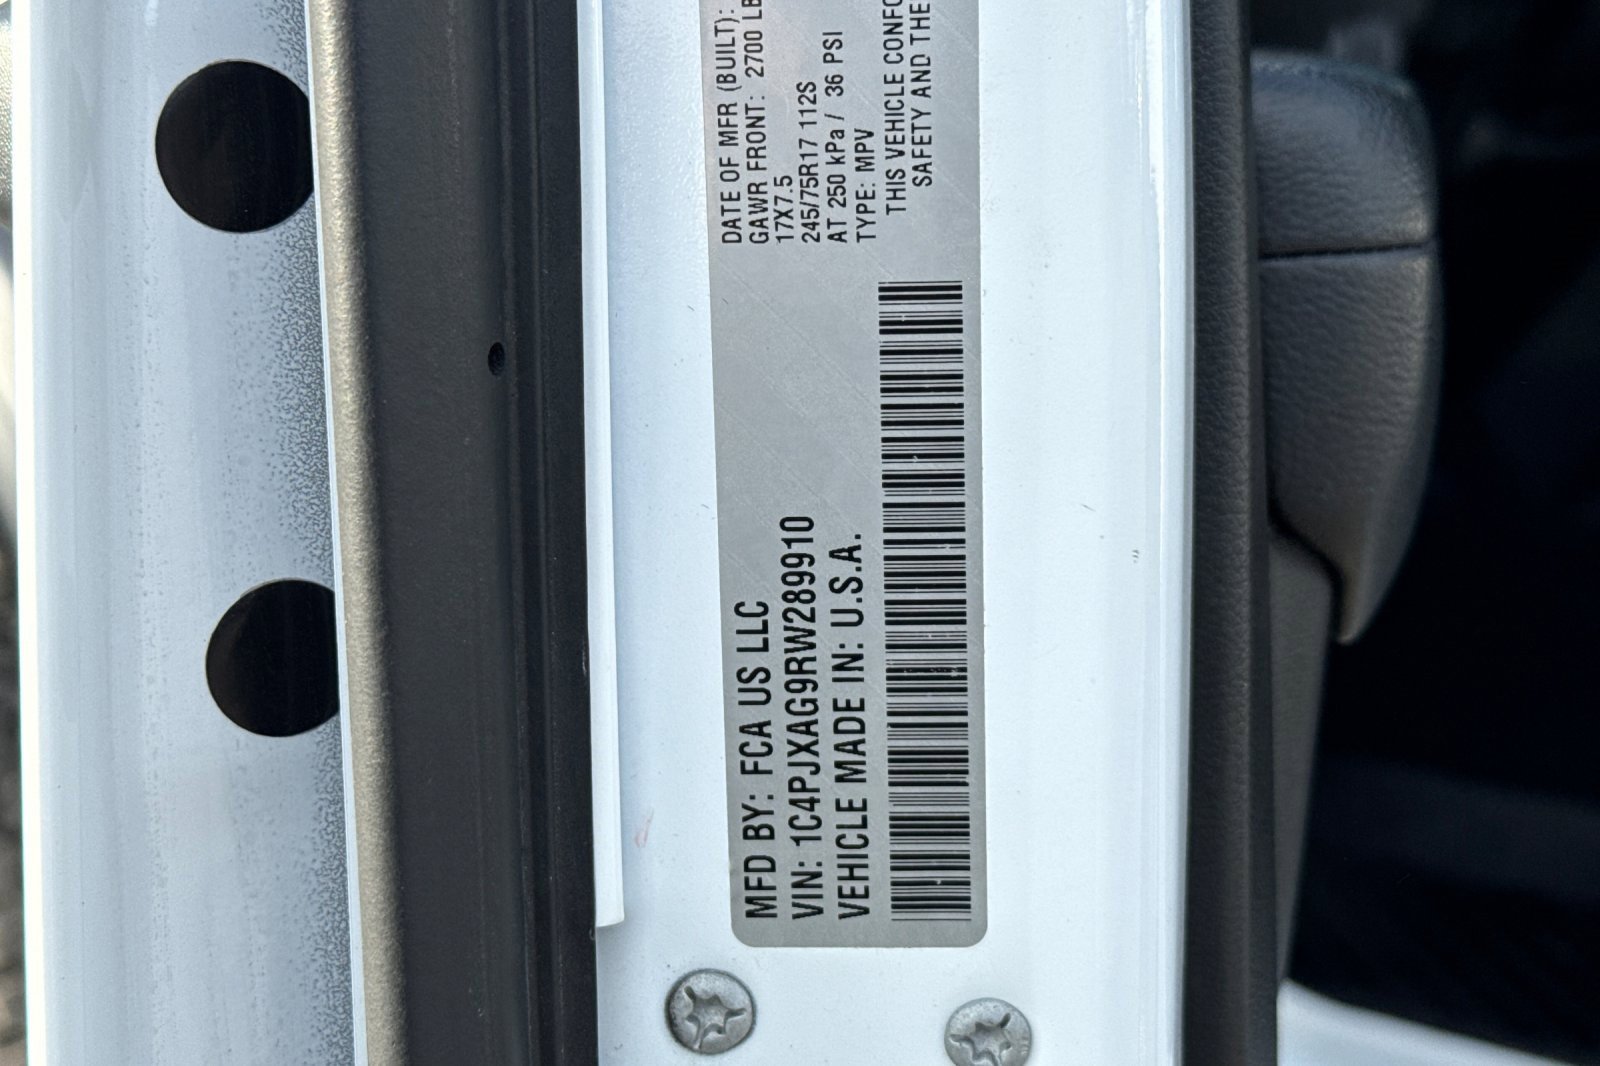 MFD BY: FCA US LLC
VIN: 1C4PJXAG9RW289910
VEHICLE MADE IN: U.S.A.
DATE OF MFR (BUILT):
GAWR FRONT: 2700 LB
17X7.5
245/75R17 112S
AT 250 kPa / 36 PSI
TYPE: MPV
THIS VEHICLE CONFO
SAFETY AND THE